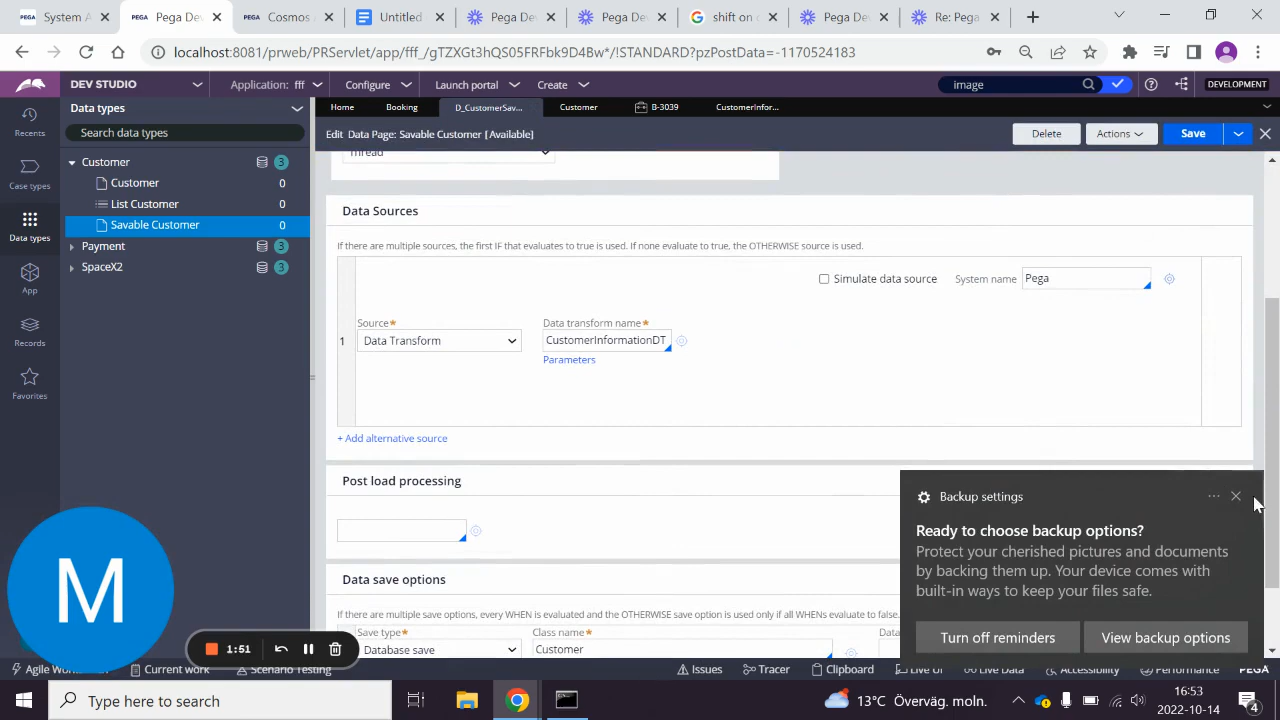 System A
Pega De
Cosmos
Untitled
Pega De
Pega De
shift on c
Pega De
Re: Pega
localhost:8081/prweb/PRServlet/app/fff_/gTZXGt3hQS05FRFbk9D4Bw*/!STANDARD?pzPostData=-1170524183
DEV STUDIO
Application: fff
Configure
Launch portal
Create
image
DEVELOPMENT
Recents
Case types
Data types
App
Records
Favorites
Data types
Search data types
Customer 3
Customer 0
List Customer 0
Savable Customer 0
Payment 3
SpaceX2 3
Home
Booking
D_CustomerSav...
Customer
B-3039
CustomerInfor...
Edit Data Page: Savable Customer [Available]
Delete
Actions
Save
Thread
Data Sources
If there are multiple sources, the first IF that evaluates to true is used. If none evaluate to true, the OTHERWISE source is used.
Simulate data source
System name
Pega
Source*
Data transform name*
1
Data Transform
CustomerInformationDT
Parameters
+ Add alternative source
Post load processing
Data save options
If there are multiple save options, every WHEN is evaluated and the OTHERWISE save option is used only if all WHENs evaluate to false.
Save type*
Class name*
Database save
Customer
Backup settings
Ready to choose backup options?
Protect your cherished pictures and documents
by backing them up. Your device comes with
built-in ways to keep your files safe.
Turn off reminders
View backup options
M
1:51
Agile
Current work
Scenario Testing
Issues
Tracer
Clipboard
Live Data
Accessibility
Performance
PEGA
Type here to search
13°C Överväg. moln.
16:53
2022-10-14
4